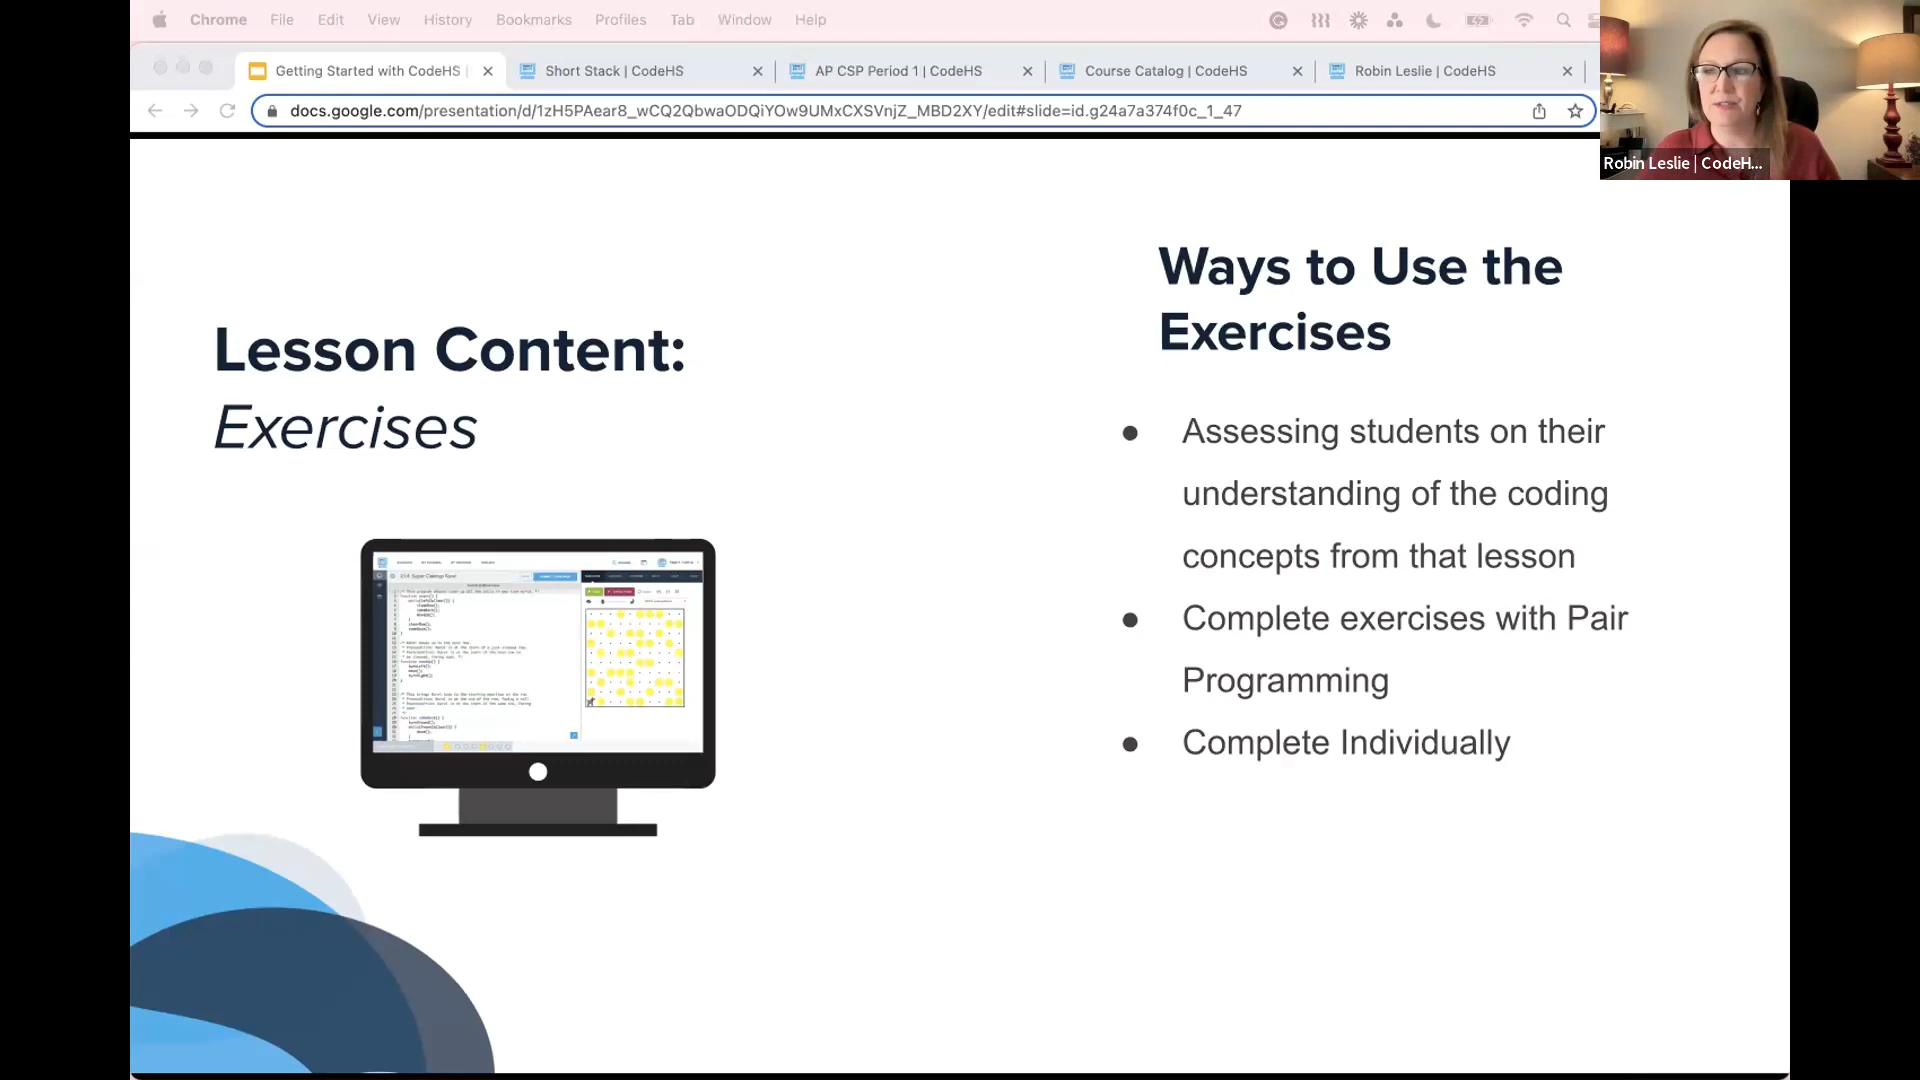 Chrome File Edit View History Bookmarks Profiles Tab Window Help
Getting Started with CodeHS | Short Stack | CodeHS AP CSP Period 1 | CodeHS Course Catalog | CodeHS Robin Leslie | CodeHS
docs.google.com/presentation/d/1zH5PAear8_wCQ2QbwaODQiYOw9UMxCXSVnjZ_MBD2XY/edit#slide=id.g24a7a374f0c_1_47
Robin Leslie | CodeH...
Lesson Content:
Exercises
Ways to Use the
Exercises
● Assessing students on their
understanding of the coding
concepts from that lesson
● Complete exercises with Pair
Programming
● Complete Individually